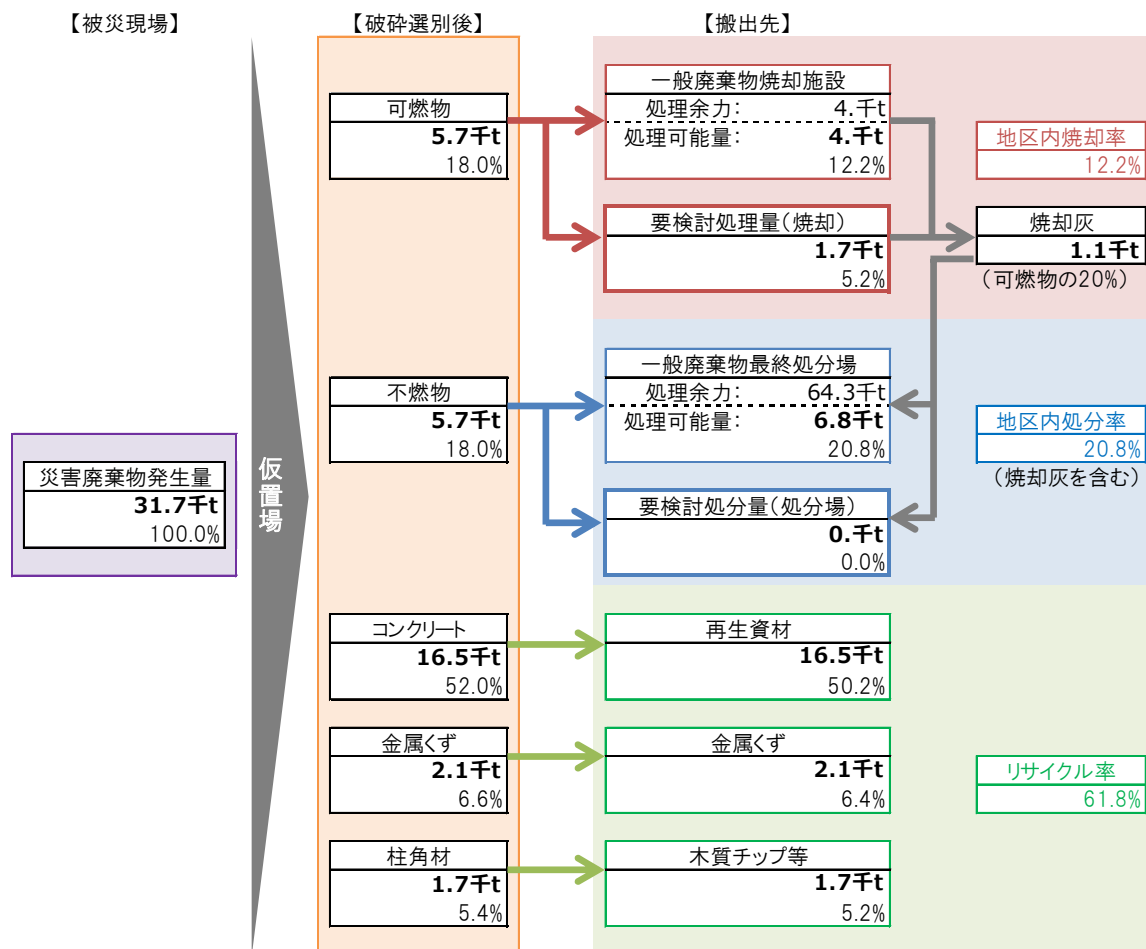 【被災現場】
【破砕選別後】
【搬出先】
災害廃棄物発生量
31.7千t
100.0%
仮置場
可燃物
5.7千t
18.0%
一般廃棄物焼却施設
処理余力： 4.千t
処理可能量： 4.千t
12.2%
地区内焼却率
12.2%
要検討処理量（焼却）
1.7千t
5.2%
焼却灰
1.1千t
（可燃物の20%）
不燃物
5.7千t
18.0%
一般廃棄物最終処分場
処理余力： 64.3千t
処理可能量： 6.8千t
20.8%
地区内処分率
20.8%
（焼却灰を含む）
要検討処分量（処分場）
0.千t
0.0%
コンクリート
16.5千t
52.0%
再生資材
16.5千t
50.2%
金属くず
2.1千t
6.6%
金属くず
2.1千t
6.4%
リサイクル率
61.8%
柱角材
1.7千t
5.4%
木質チップ等
1.7千t
5.2%